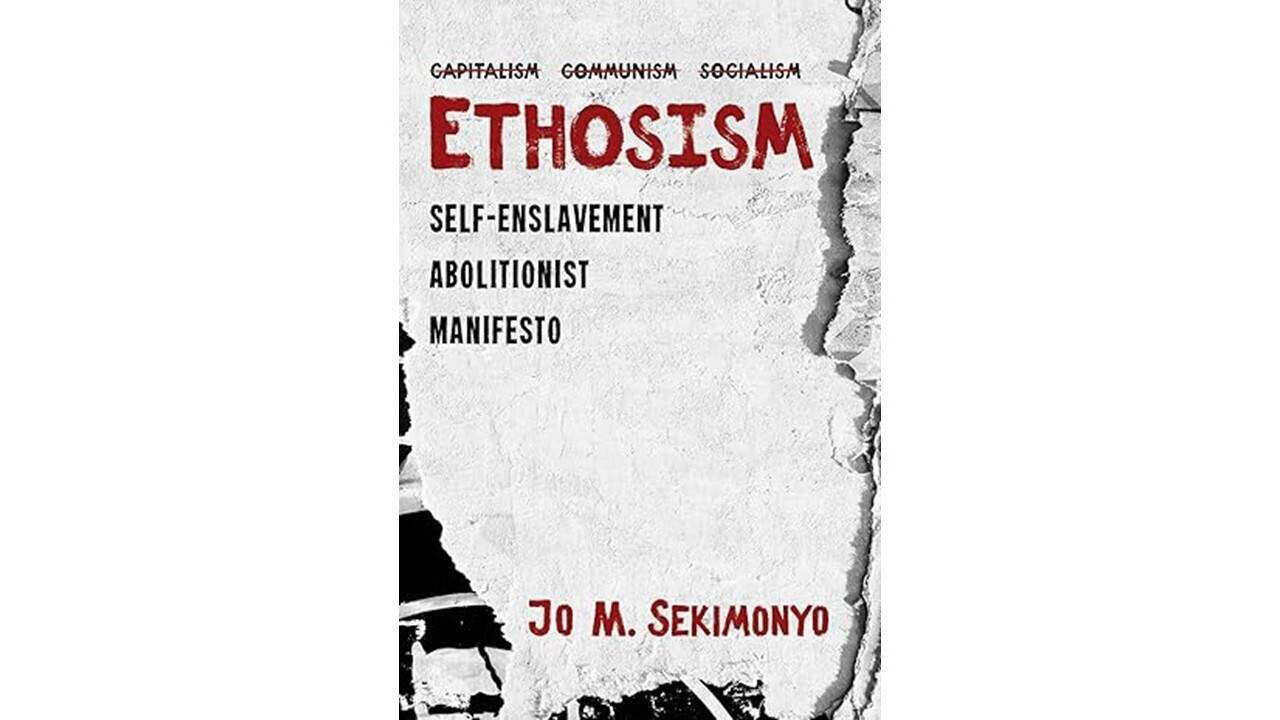 CAPITALISM COMMUNISM SOCIALISM
ETHOSISM
SELF-ENSLAVEMENT
ABOLITIONIST
MANIFESTO
JO M. SEKIMONYO